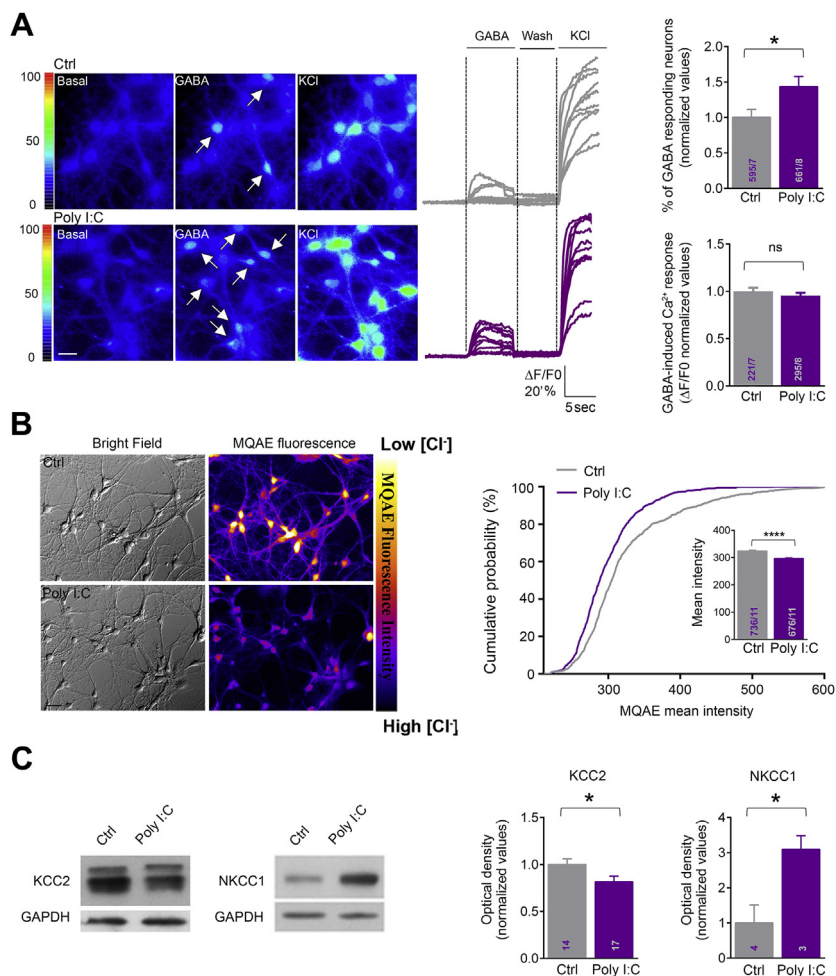 A
Ctrl
100
50
0
Basal
GABA
KCl
Poly I:C
100
50
0
Basal
GABA
KCl
GABA Wash KCl
ΔF/F0
20'%
5sec
% of GABA responding neurons
(normalized values)
2.0
1.5
1.0
0.5
0.0
*
595/7
661/8
Ctrl Poly I:C
GABA-induced Ca²⁺ response
(ΔF/F0 normalized values)
1.5
1.0
0.5
0.0
ns
221/7
295/8
Ctrl Poly I:C
B
Bright Field
MQAE fluorescence
Low [Cl-]
Ctrl
Poly I:C
MQAE Fluorescence Intensity
High [Cl-]
Cumulative probability (%)
100
80
60
40
20
0
Ctrl
Poly I:C
300 400 500 600
MQAE mean intensity
Mean intensity
400
300
200
100
0
****
736/11
676/11
Ctrl Poly I:C
C
Ctrl
Poly I:C
KCC2
GAPDH
Ctrl
Poly I:C
NKCC1
GAPDH
KCC2
Optical density
(normalized values)
1.5
1.0
0.5
0.0
*
14
17
Ctrl Poly I:C
NKCC1
Optical density
(normalized values)
4
3
2
1
0
*
4
3
Ctrl Poly I:C